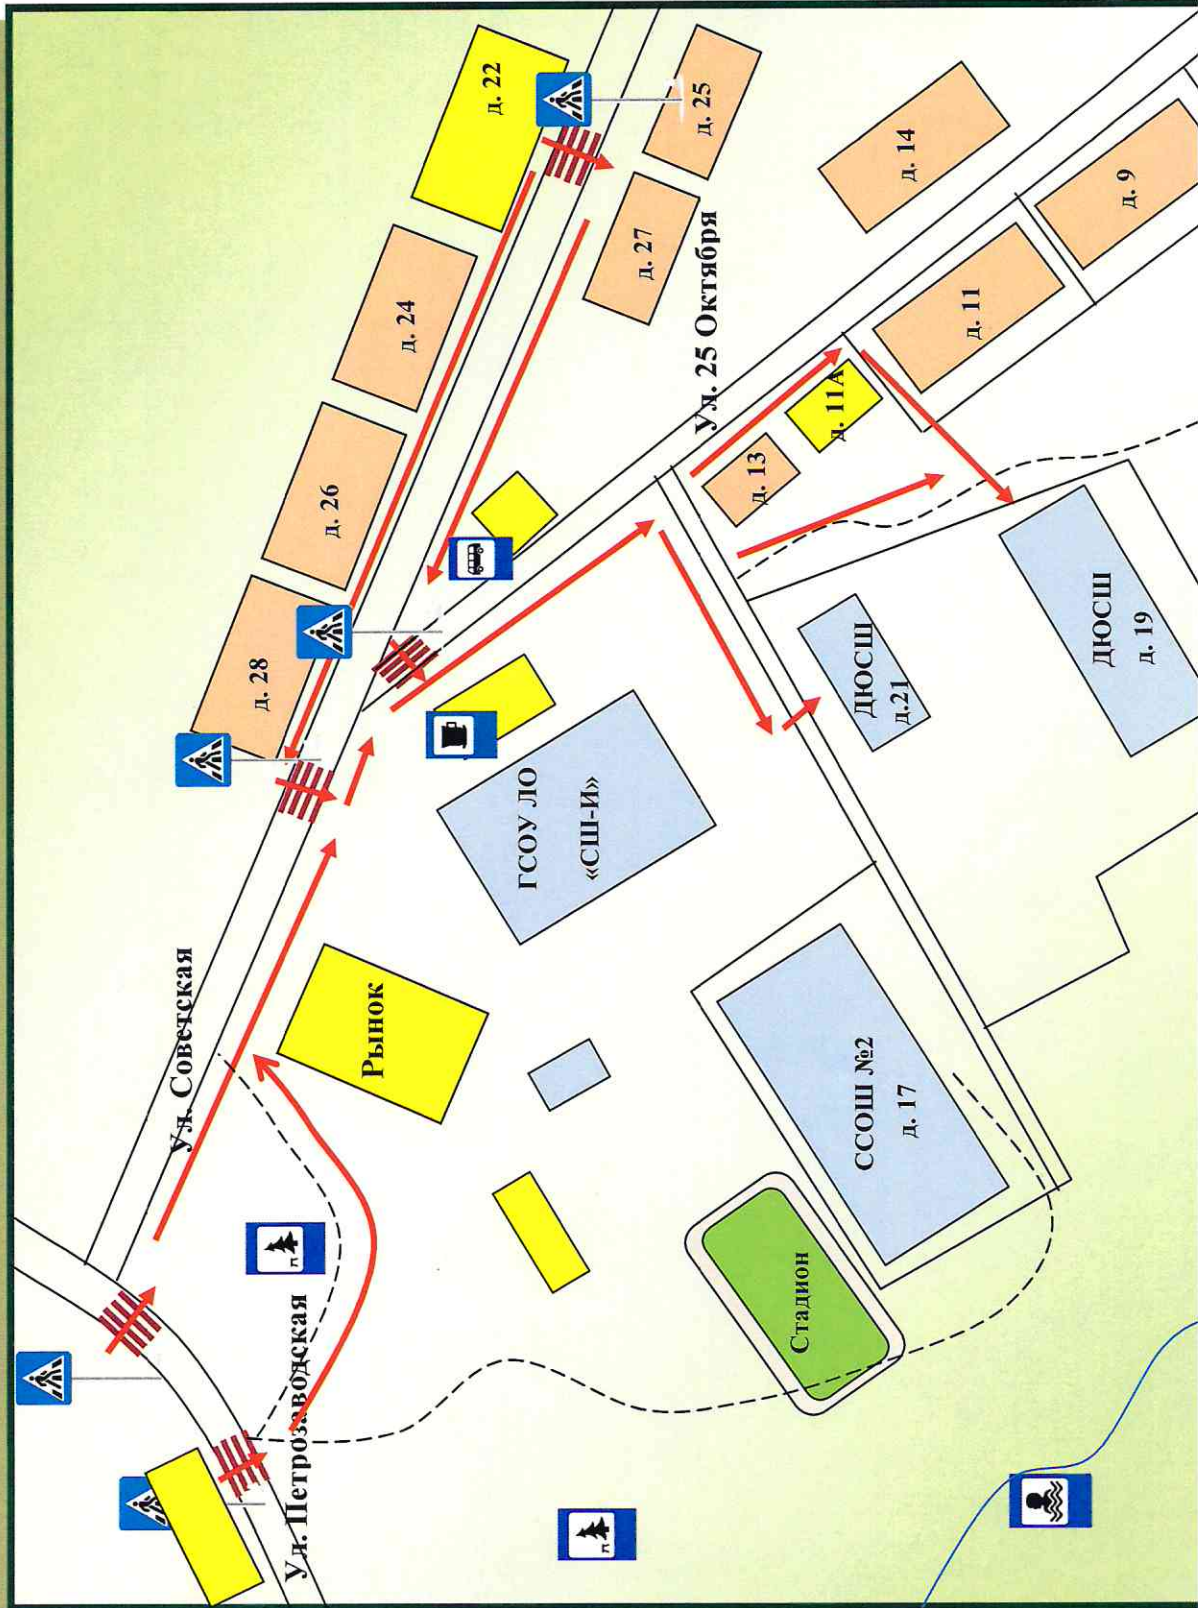 Ул. Петрозаводская
Ул. Советская
д. 28
д. 26
д. 24
д. 22
Рынок
д. 27
д. 25
Ул. 25 Октября
ГСОУ ЛО
«СШ-И»
д. 13
д. 11А
д. 14
д. 11
д. 9
Стадион
ССОШ №2
д. 17
ДЮСШ
д.21
ДЮСШ
д. 19